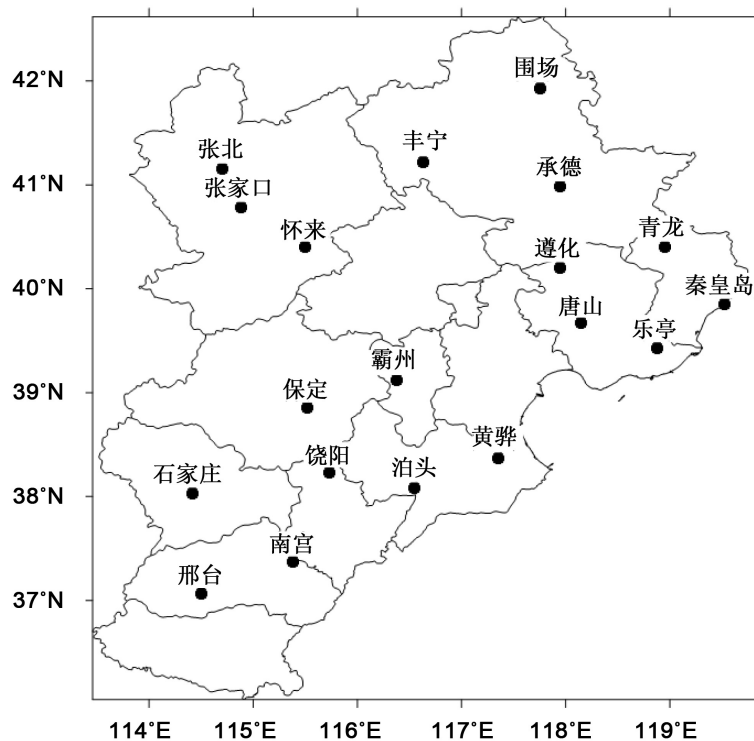 42°N
围场
丰宁
张北
承德
41°N
张家口
怀来
青龙
遵化
40°N
秦皇岛
唐山
乐亭
霸州
39°N
保定
黄骅
饶阳
泊头
石家庄
38°N
南宫
邢台
37°N
114°E 115°E 116°E 117°E 118°E 119°E